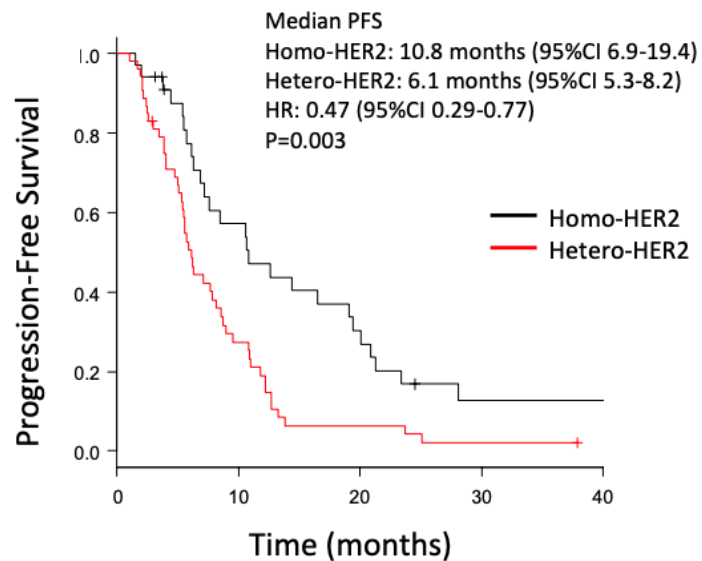 Median PFS
Homo-HER2: 10.8 months (95%CI 6.9-19.4)
Hetero-HER2: 6.1 months (95%CI 5.3-8.2)
HR: 0.47 (95%CI 0.29-0.77)
P=0.003
Homo-HER2
Hetero-HER2
Progression-Free Survival
1.0
0.8
0.6
0.4
0.2
0.0
0 10 20 30 40
Time (months)